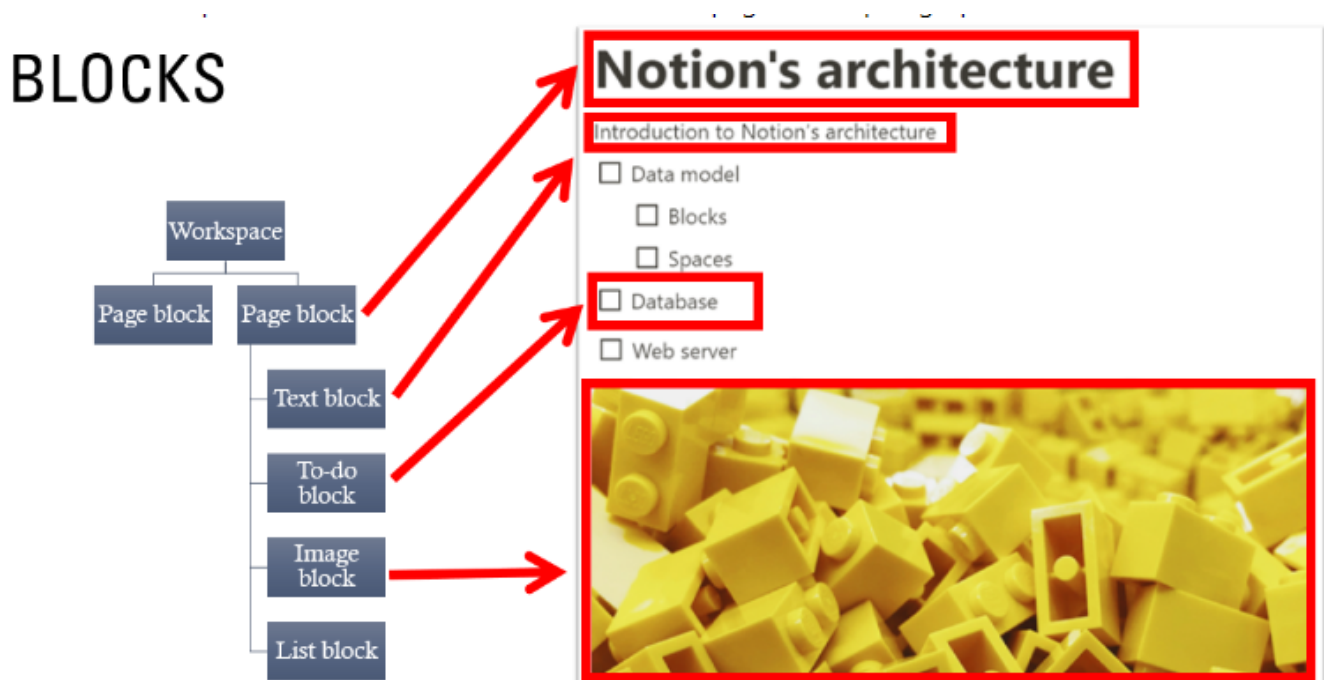 BLOCKS
Workspace
Page block
Page block
Text block
To-do
block
Image
block
List block
Notion's architecture
Introduction to Notion's architecture
Data model
Blocks
Spaces
Database
Web server